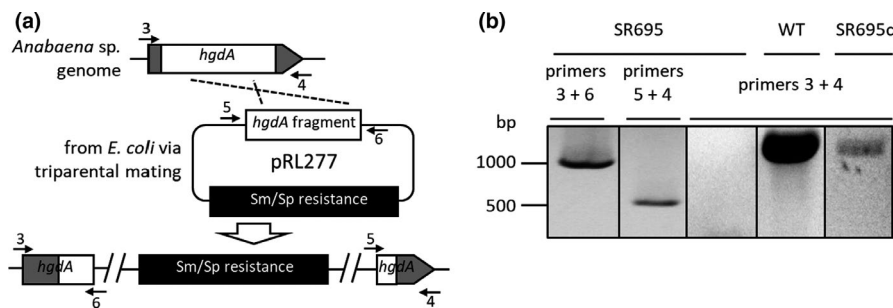 (a)
3
Anabaena sp.
genome
hgdA
4
5
hgdA fragment
6
from E. coli via
triparental mating
pRL277
Sm/Sp resistance
3
5
hgdA
Sm/Sp resistance
hgdA
6
4
(b)
SR695
WT
SR695c
primers
3 + 6
primers
5 + 4
primers 3 + 4
bp
1000
500